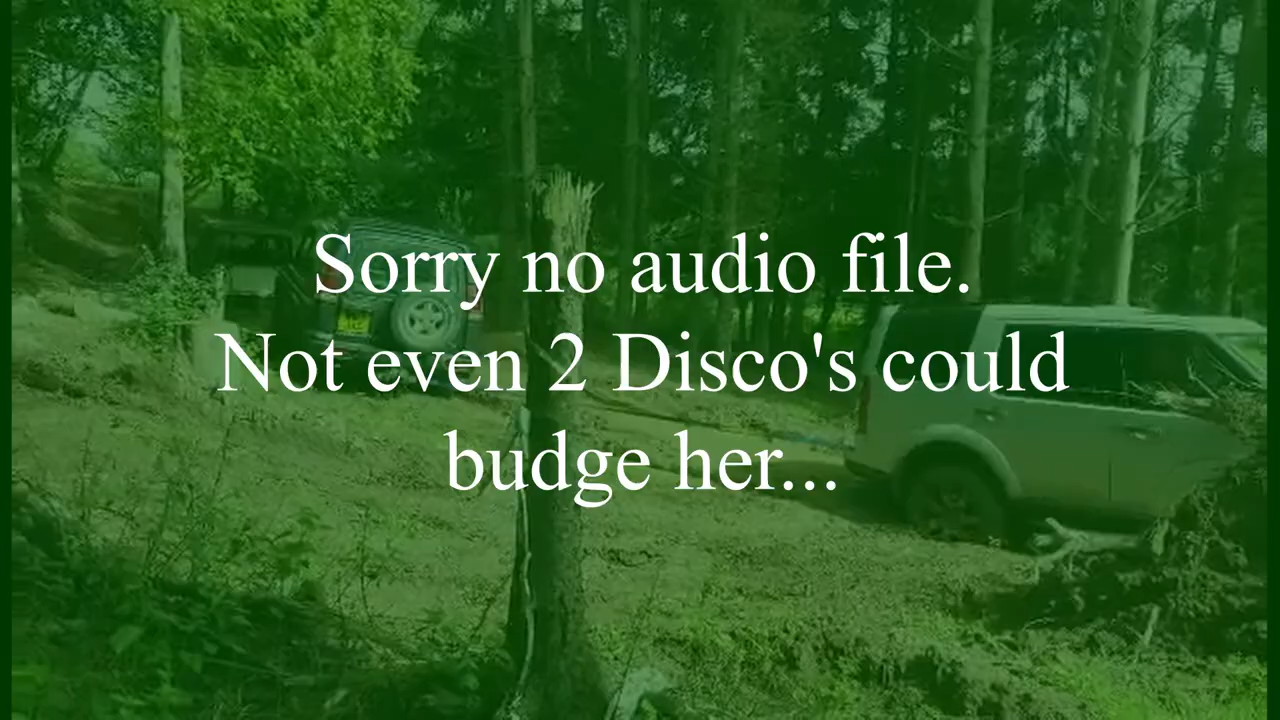 Sorry no audio file.
Not even 2 Disco's could
budge her...